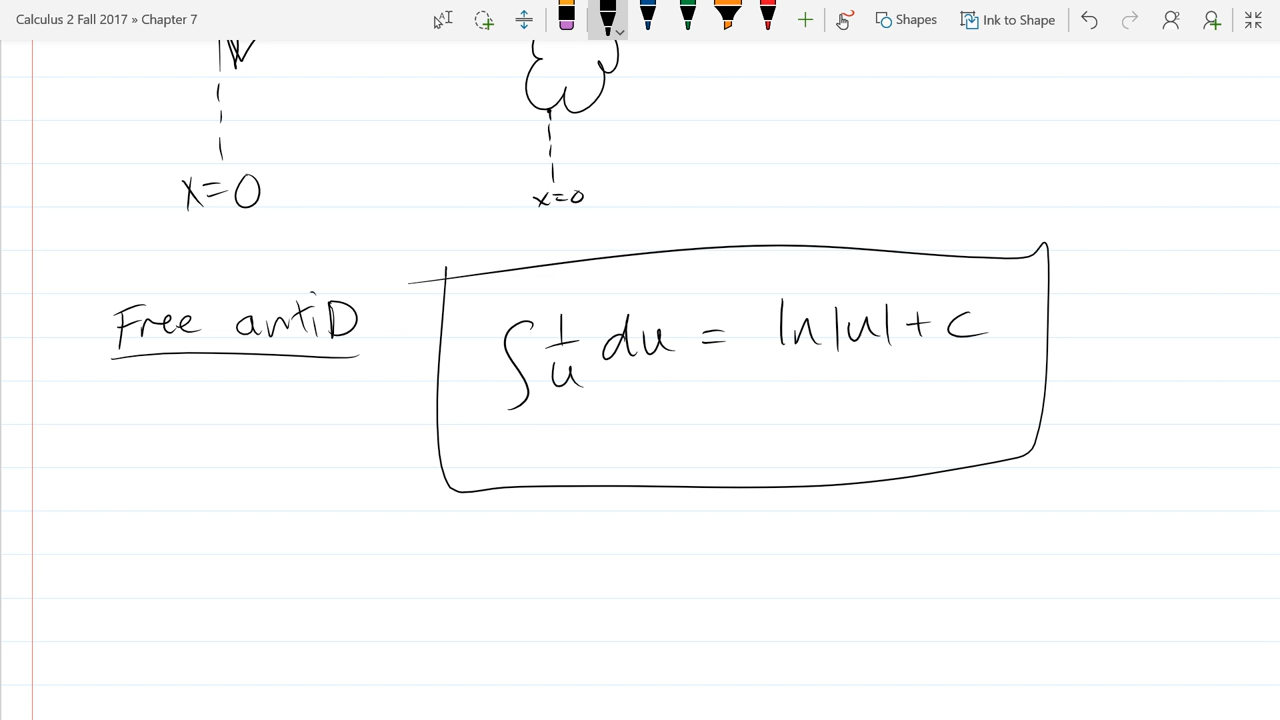 Calculus 2 Fall 2017 » Chapter 7
Shapes
Ink to Shape
x=0
x=0
Free antiD
∫ 1/u du = ln|u| + c